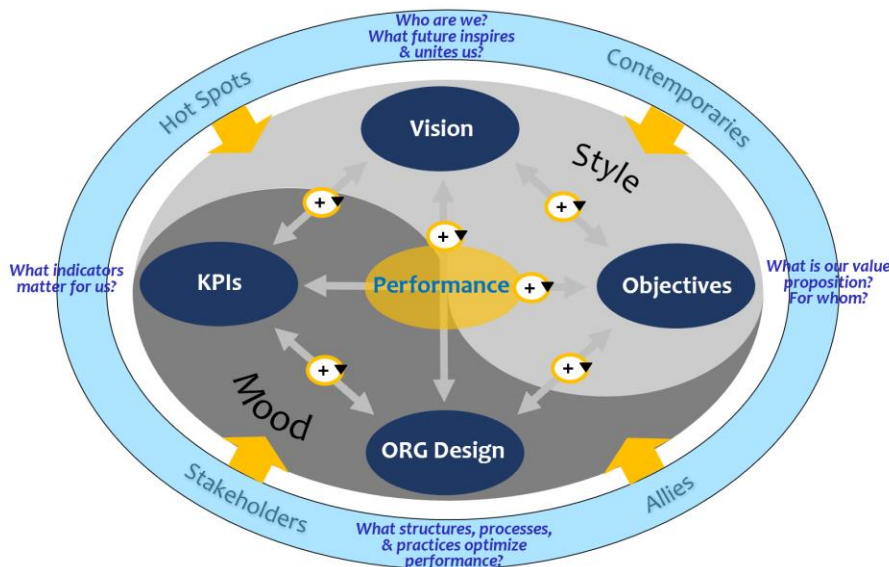 Who are we?
What future inspires
& unites us?
Hot Spots
Contemporaries
Vision
Style
+
+
+
What indicators
matter for us?
KPIs
Performance
+
Objectives
What is our value
proposition?
For whom?
+
+
Mood
ORG Design
Stakeholders
Allies
What structures, processes,
& practices optimize
performance?